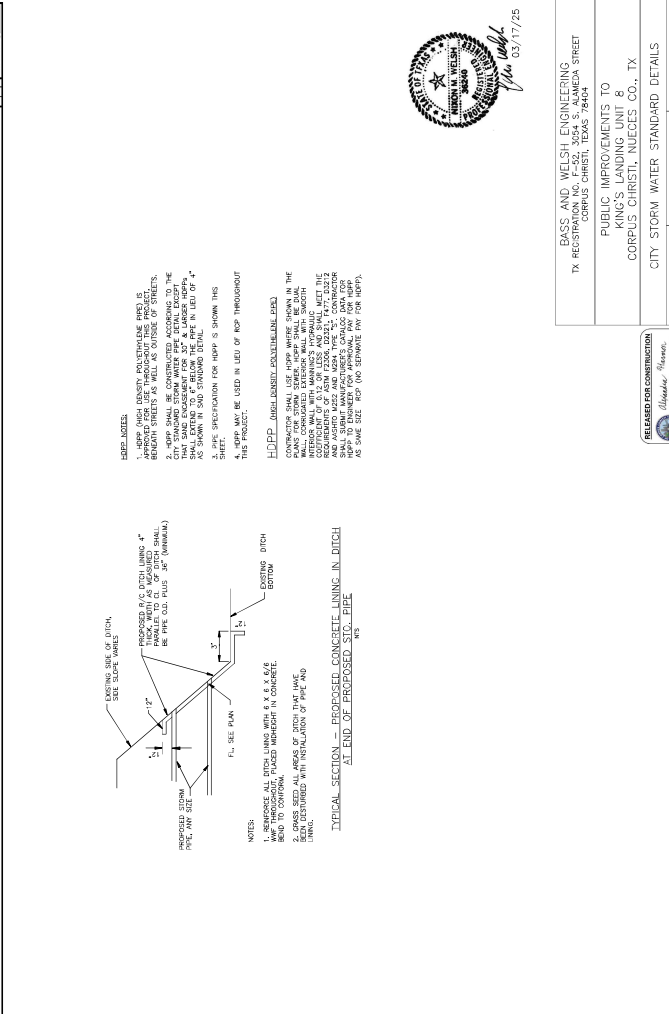 EXISTING SIDE OF DITCH,
SIDE SLOPE VARIES
PROPOSED R/C DITCH LINING 4"
THICK, WIDTH AS MEASURED
PARALLEL TO CL OF DITCH SHALL
BE PIPE O.D. PLUS 36" (MINIMUM.)
12"
12"
3'
12"
EXISTING DITCH
BOTTOM
PROPOSED STORM
PIPE, ANY SIZE
FL, SEE PLAN
NOTES:
1. REINFORCE ALL DITCH LINING WITH 6 X 6 X 6/6
WWF THROUGHOUT, PLACED MIDHEIGHT IN CONCRETE.
BEND TO CONFORM.
2. GRASS SEED ALL AREAS OF DITCH THAT HAVE
BEEN DESTURBED WITH INSTALLATION OF PIPE AND
LINING.
TYPICAL SECTION – PROPOSED CONCRETE LINING IN DITCH
AT END OF PROPOSED STO. PIPE
NTS
HDPP NOTES:
1. HDPP (HIGH DENSITY POLYETHYLENE PIPE) IS
APPROVED FOR USE THROUGHOUT THIS PROJECT,
BENEATH STREETS AS WELL AS OUTSIDE OF STREETS.
2. HDPP SHALL BE CONSTRUCTED ACCORDING TO THE
CITY STANDARD STORM WATER PIPE DETAIL EXCEPT
THAT SAND ENCASEMENT FOR 30" & LARGER HDPPs
SHALL EXTEND TO 6" BELOW THE PIPE IN LIEU OF 4"
AS SHOWN IN SAID STANDARD DETAIL.
3. PIPE SPECIFICATION FOR HDPP IS SHOWN THIS
SHEET.
4. HDPP MAY BE USED IN LIEU OF RCP THROUGHOUT
THIS PROJECT.
HDPP (HIGH DENSITY POLYETHELENE PIPE)
CONTRACTOR SHALL USE HDPP WHERE SHOWN IN THE
PLANS FOR STORM SEWER. HDPP SHALL BE DUAL
WALL, CORRUGATED EXTERIOR WALL WITH SMOOTH
INTERIOR WALL WITH MANNING'S HYDRAULIC
COEFFICIENT OF 0.12 OR LESS AND SHALL MEET THE
REQUIREMENTS OF ASTM F2306, D2321, F477, D3212
AND AASHTO M252 AND M294 TYPE "S". CONTRACTOR
SHALL SUBMIT MANUFACTURER'S CATALOG DATA FOR
HDPP TO ENGINEER FOR APPROVAL. PAY FOR HDPP
AS SAME SIZE RCP (NO SEPARATE PAY FOR HDPP).
NIXON M. WELSH
36240
REGISTERED
PROFESSIONAL ENGINEER
03/17/25
RELEASED FOR CONSTRUCTION
BASS AND WELSH ENGINEERING
TX REGISTRATION NO. F-52, 3054 S. ALAMEDA STREET
CORPUS CHRISTI, TEXAS 78404
PUBLIC IMPROVEMENTS TO
KING'S LANDING UNIT 8
CORPUS CHRISTI, NUECES CO., TX
CITY STORM WATER STANDARD DETAILS